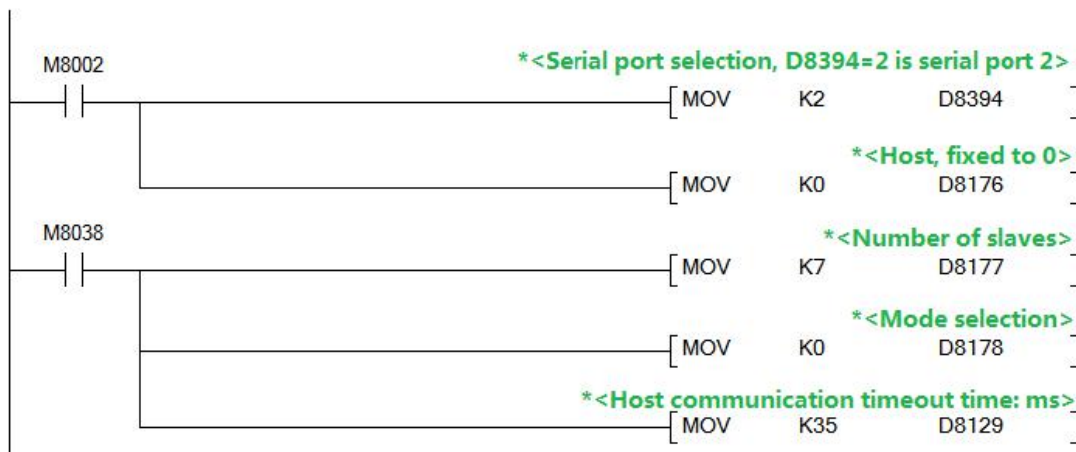 *<Serial port selection, D8394=2 is serial port 2>
M8002
MOV K2 D8394
*<Host, fixed to 0>
MOV K0 D8176
M8038
*<Number of slaves>
MOV K7 D8177
*<Mode selection>
MOV K0 D8178
*<Host communication timeout time: ms>
MOV K35 D8129